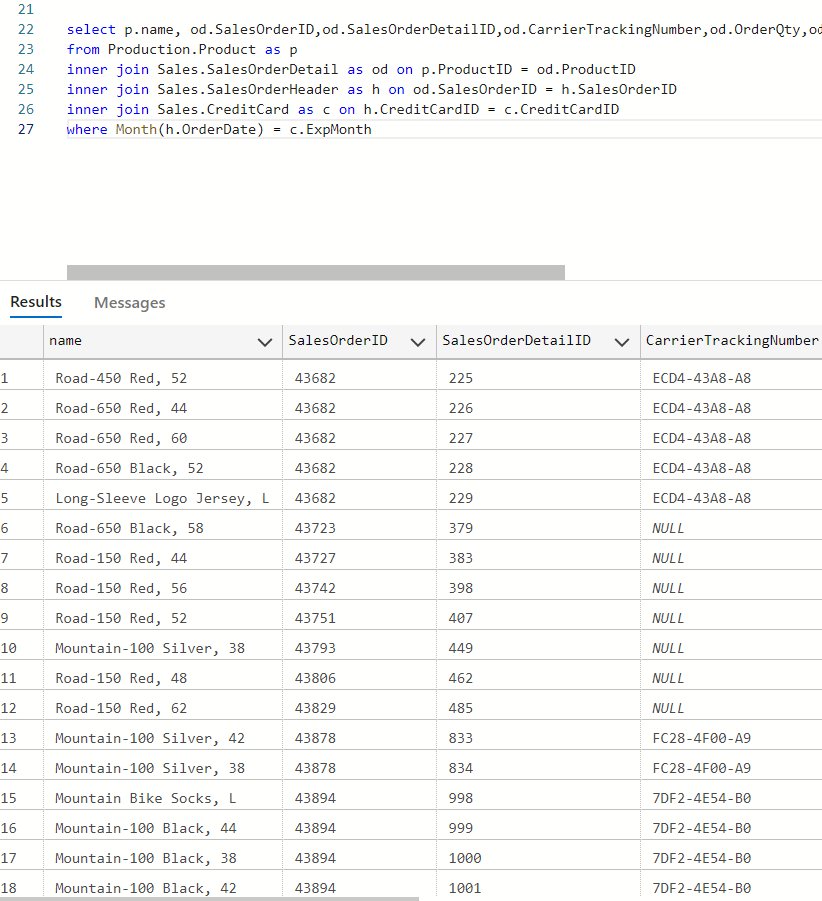 21
22 select p.name, od.SalesOrderID,od.SalesOrderDetailID,od.CarrierTrackingNumber,od.OrderQty,od
23 from Production.Product as p
24 inner join Sales.SalesOrderDetail as od on p.ProductID = od.ProductID
25 inner join Sales.SalesOrderHeader as h on od.SalesOrderID = h.SalesOrderID
26 inner join Sales.CreditCard as c on h.CreditCardID = c.CreditCardID
27 where Month(h.OrderDate) = c.ExpMonth
Results Messages
name SalesOrderID SalesOrderDetailID CarrierTrackingNumber
1 Road-450 Red, 52 43682 225 ECD4-43A8-A8
2 Road-650 Red, 44 43682 226 ECD4-43A8-A8
3 Road-650 Red, 60 43682 227 ECD4-43A8-A8
4 Road-650 Black, 52 43682 228 ECD4-43A8-A8
5 Long-Sleeve Logo Jersey, L 43682 229 ECD4-43A8-A8
6 Road-650 Black, 58 43723 379 NULL
7 Road-150 Red, 44 43727 383 NULL
8 Road-150 Red, 56 43742 398 NULL
9 Road-150 Red, 52 43751 407 NULL
10 Mountain-100 Silver, 38 43793 449 NULL
11 Road-150 Red, 48 43806 462 NULL
12 Road-150 Red, 62 43829 485 NULL
13 Mountain-100 Silver, 42 43878 833 FC28-4F00-A9
14 Mountain-100 Silver, 38 43878 834 FC28-4F00-A9
15 Mountain Bike Socks, L 43894 998 7DF2-4E54-B0
16 Mountain-100 Black, 44 43894 999 7DF2-4E54-B0
17 Mountain-100 Black, 38 43894 1000 7DF2-4E54-B0
18 Mountain-100 Black, 42 43894 1001 7DF2-4E54-B0